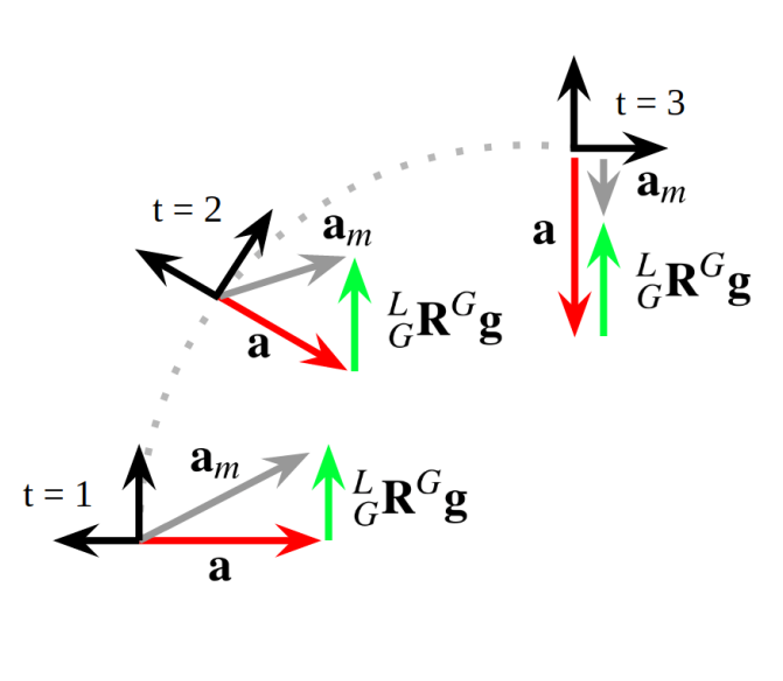 t = 3
a_m
a
^L_G R^G g
t = 2
a_m
^L_G R^G g
a
t = 1
a_m
^L_G R^G g
a